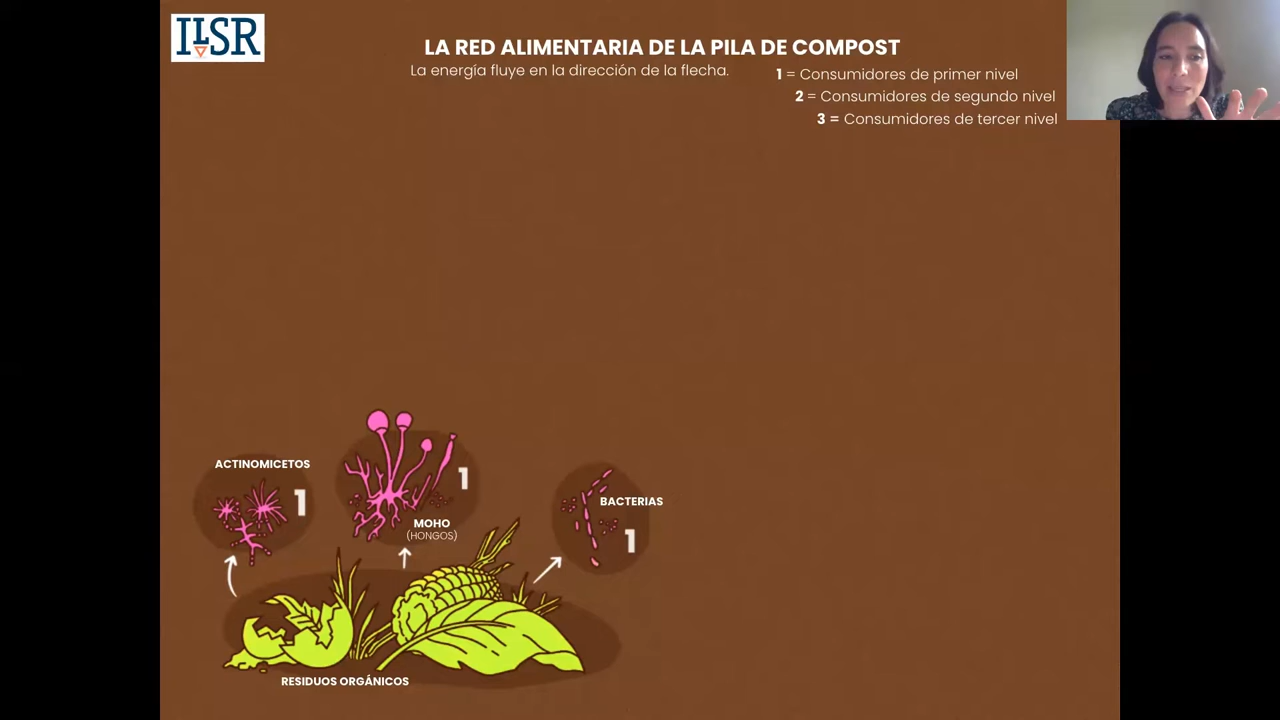 ILSR
LA RED ALIMENTARIA DE LA PILA DE COMPOST
La energía fluye en la dirección de la flecha.
1 = Consumidores de primer nivel
2 = Consumidores de segundo nivel
3 = Consumidores de tercer nivel
ACTINOMICETOS
1
1
MOHO
(HONGOS)
BACTERIAS
1
RESIDUOS ORGÁNICOS